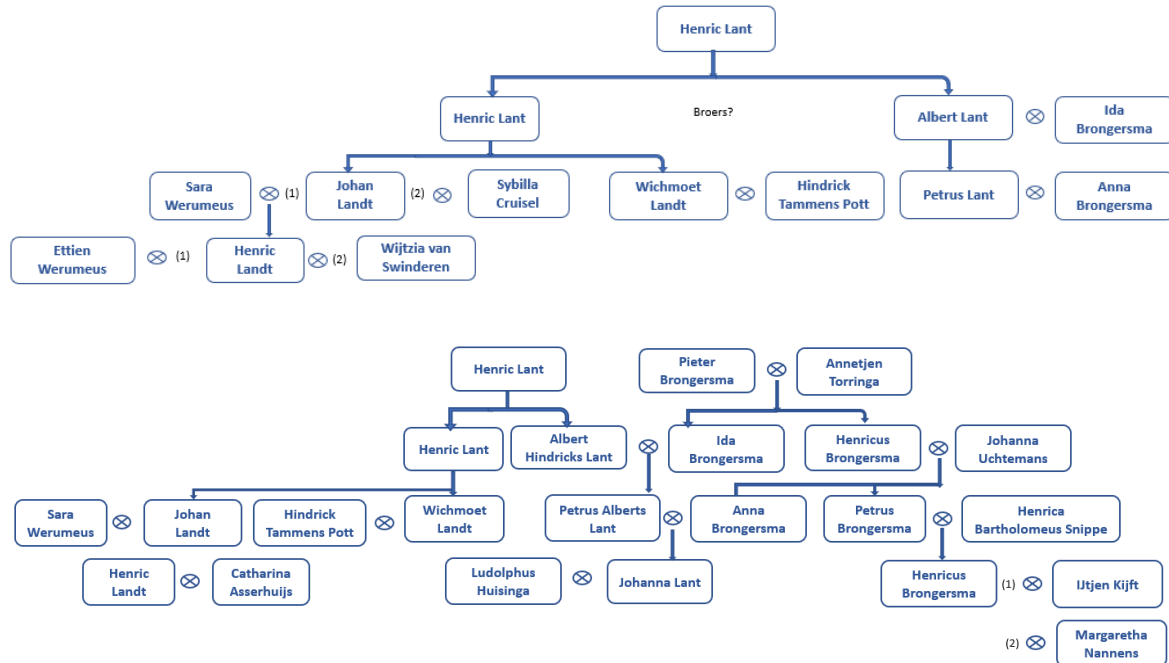 Henric Lant
Broers?
Henric Lant
Albert Lant
Ida
Brongersma
Sara
Werumeus
(1)
Johan
Landt
(2)
Sybilla
Cruisel
Wichmoet
Landt
Hindrick
Tammens Pott
Petrus Lant
Anna
Brongersma
Ettien
Werumeus
(1)
Henric
Landt
(2)
Wijtzia van
Swinderen
Henric Lant
Pieter
Brongersma
Annetjen
Torringa
Henric Lant
Albert
Hindricks Lant
Ida
Brongersma
Henricus
Brongersma
Johanna
Uchtemans
Sara
Werumeus
Johan
Landt
Hindrick
Tammens Pott
Wichmoet
Landt
Petrus Alberts
Lant
Anna
Brongersma
Petrus
Brongersma
Henrica
Bartholomeus Snippe
Henric
Landt
Catharina
Asserhuijs
Ludolphus
Huisinga
Johanna Lant
Henricus
Brongersma
(1)
IJtjen Kijft
(2)
Margaretha
Nannens